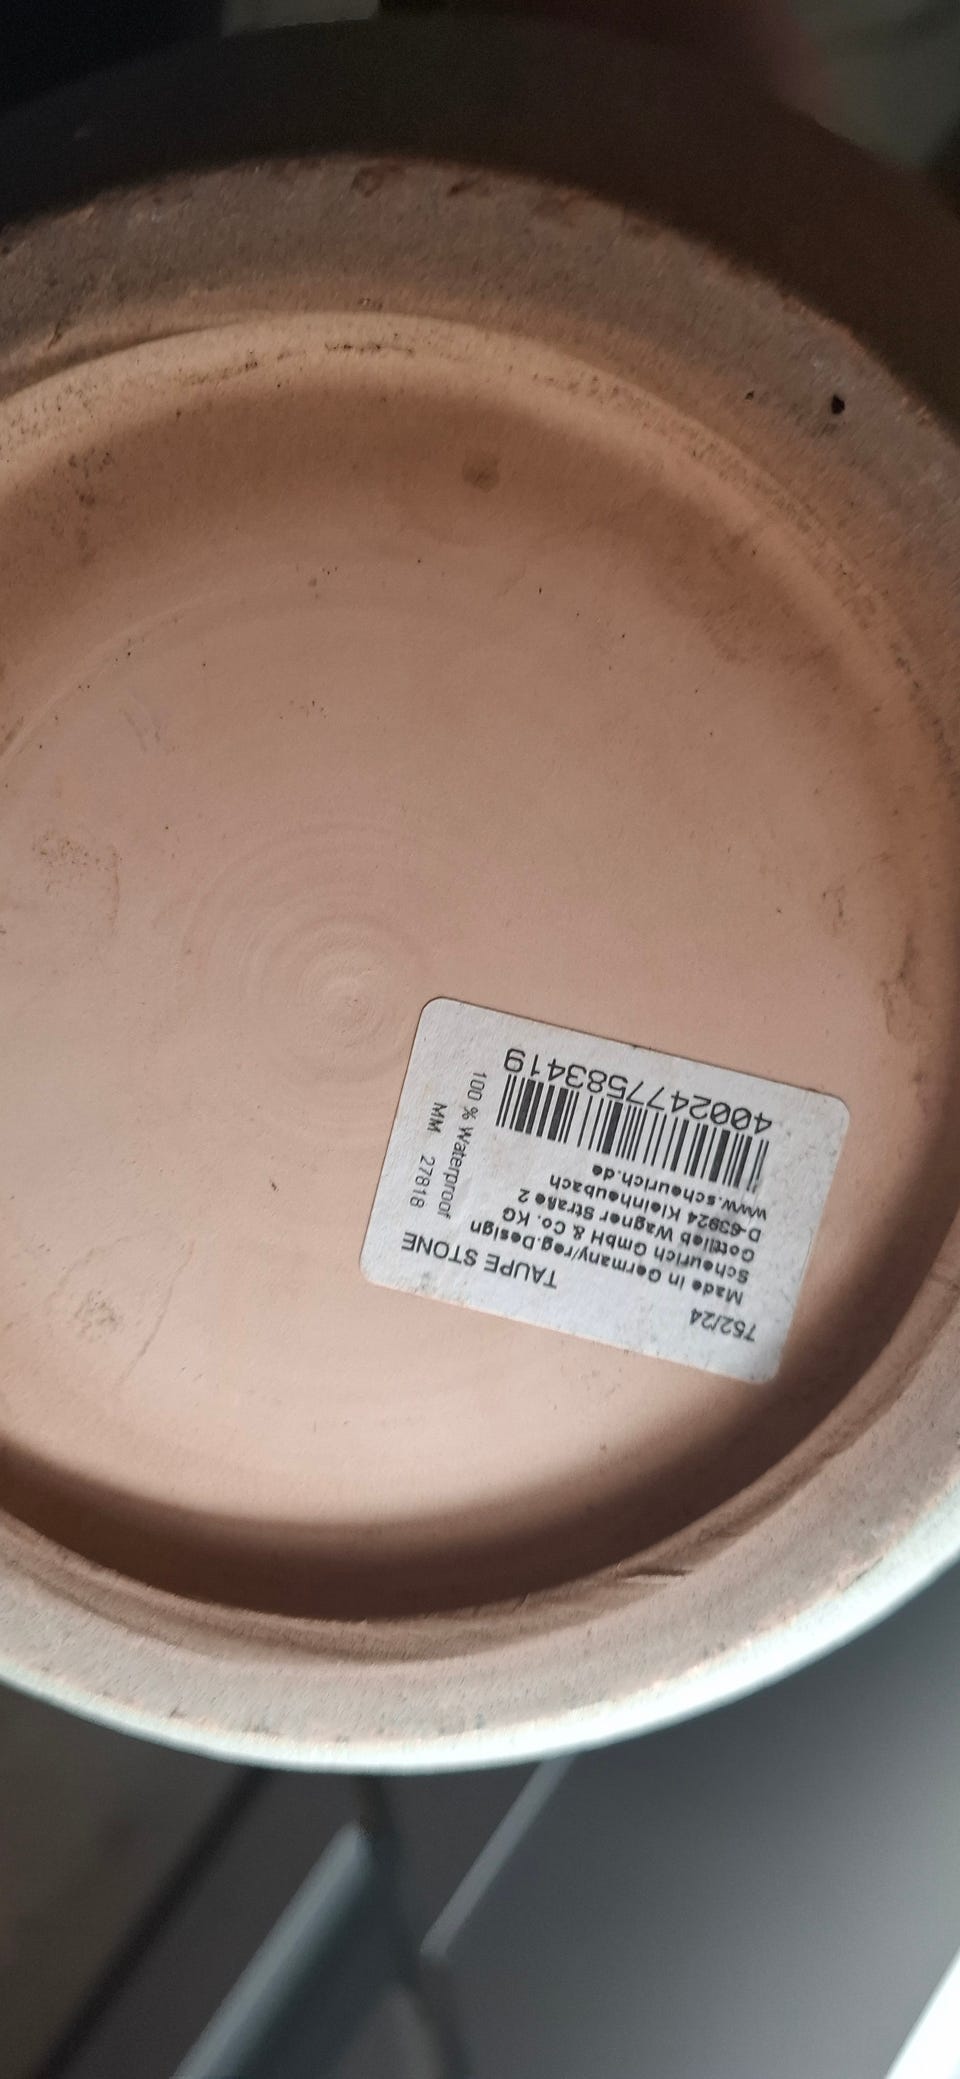 752/24
TAUPE STONE
Made in Germany/reg.Design
Scheurich GmbH & Co. KG
Gottlieb Wagner Straße 2
D-63924 Kleinheubach
www.scheurich.de
4002477583419
100 % Waterproof
MM 27818